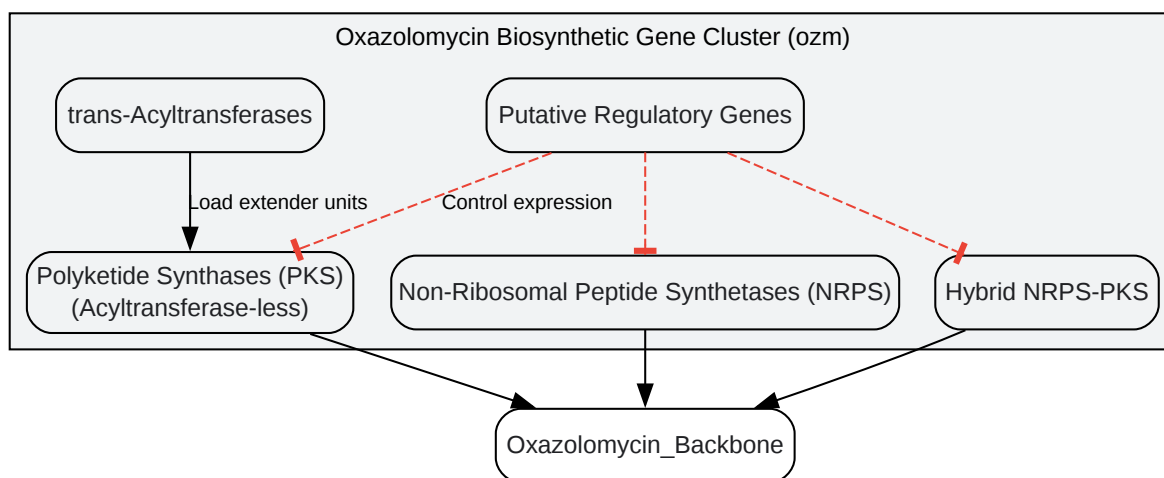 Oxazolomycin Biosynthetic Gene Cluster (ozm)
trans-Acyltransferases
Putative Regulatory Genes
Load extender units
Control expression
Polyketide Synthases (PKS)
(Acyltransferase-less)
Non-Ribosomal Peptide Synthetases (NRPS)
Hybrid NRPS-PKS
Oxazolomycin_Backbone